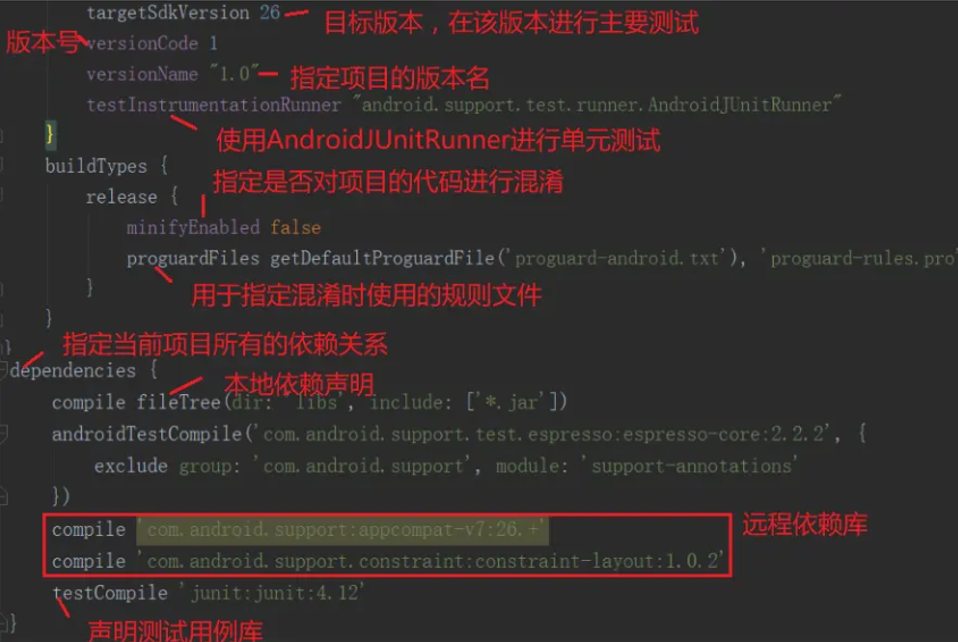 targetSdkVersion 26
目标版本，在该版本进行主要测试
版本号
versionCode 1
versionName "1.0"
指定项目的版本名
testInstrumentationRunner "android.support.test.runner.AndroidJUnitRunner"
}
使用AndroidJUnitRunner进行单元测试
buildTypes {
指定是否对项目的代码进行混淆
release {
minifyEnabled false
proguardFiles getDefaultProguardFile('proguard-android.txt'), 'proguard-rules.pro'
}
用于指定混淆时使用的规则文件
}
}
指定当前项目所有的依赖关系
dependencies {
本地依赖声明
compile fileTree(dir: 'libs', include: ['*.jar'])
androidTestCompile('com.android.support.test.espresso:espresso-core:2.2.2', {
exclude group: 'com.android.support', module: 'support-annotations'
})
compile 'com.android.support:appcompat-v7:26.+'
远程依赖库
compile 'com.android.support.constraint:constraint-layout:1.0.2'
testCompile 'junit:junit:4.12'
}
声明测试用例库